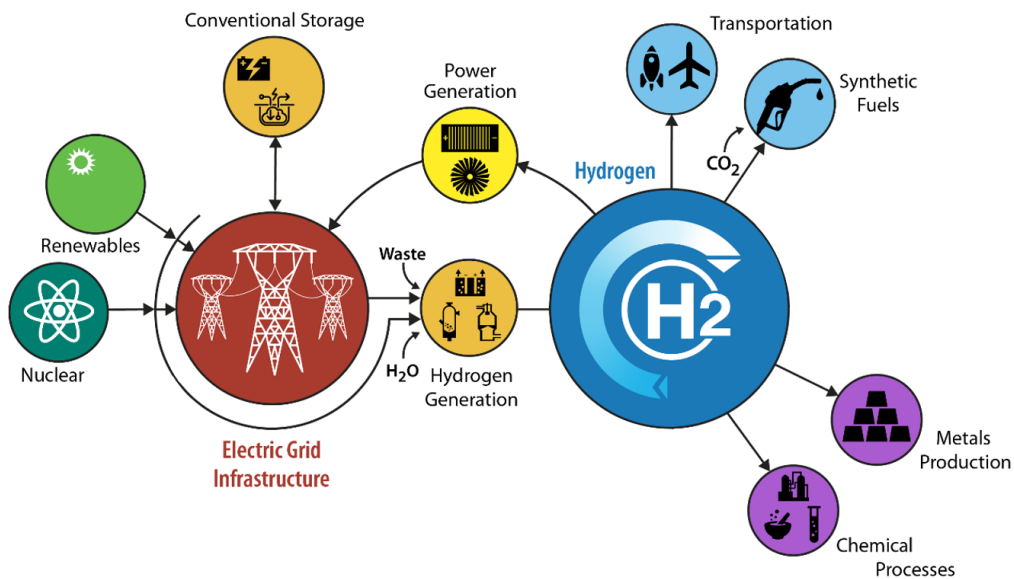 Conventional Storage
Transportation
Power
Generation
Synthetic
Fuels
CO2
Hydrogen
Renewables
Waste
H2
Nuclear
H2O
Hydrogen
Generation
Electric Grid
Infrastructure
Metals
Production
Chemical
Processes